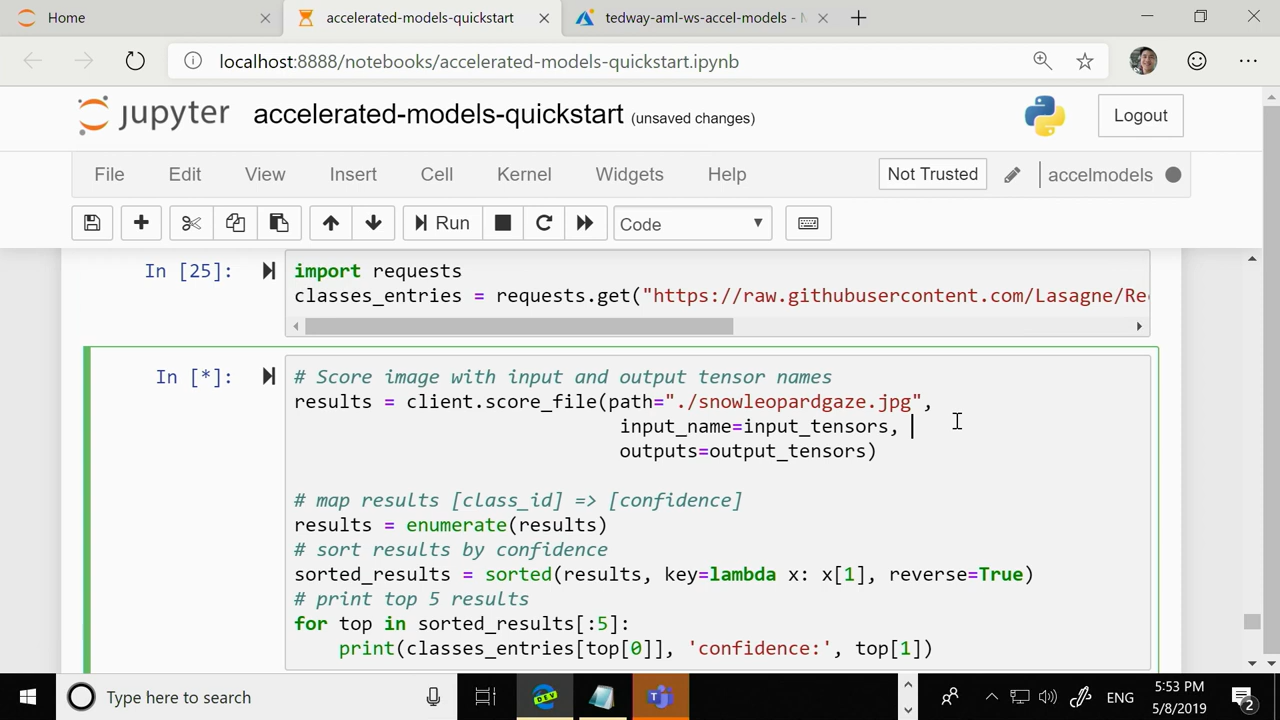 Home
accelerated-models-quickstart
tedway-aml-ws-accel-models -
localhost:8888/notebooks/accelerated-models-quickstart.ipynb
jupyter
accelerated-models-quickstart (unsaved changes)
Logout
File Edit View Insert Cell Kernel Widgets Help
Not Trusted
accelmodels
Run
Code
In [25]:
import requests
classes_entries = requests.get("https://raw.githubusercontent.com/Lasagne/Re
In [*]:
# Score image with input and output tensor names
results = client.score_file(path="./snowleopardgaze.jpg",
input_name=input_tensors,
outputs=output_tensors)
# map results [class_id] => [confidence]
results = enumerate(results)
# sort results by confidence
sorted_results = sorted(results, key=lambda x: x[1], reverse=True)
# print top 5 results
for top in sorted_results[:5]:
print(classes_entries[top[0]], 'confidence:', top[1])
Type here to search
DEV
ENG
5:53 PM
5/8/2019
2